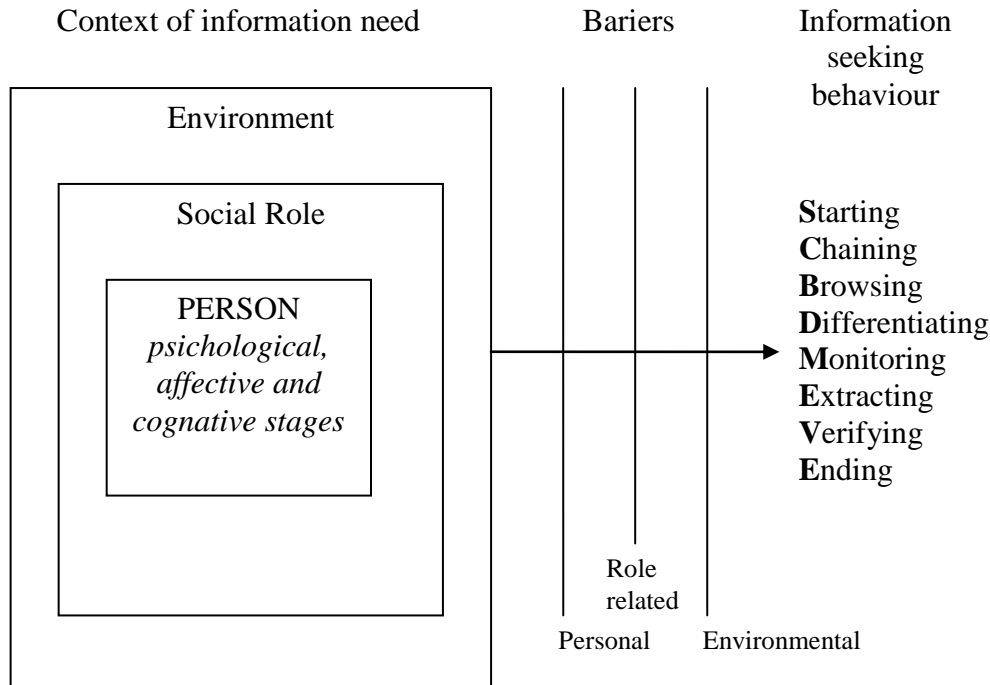 Context of information need
Bariers
Information
seeking
behaviour
Environment
Social Role
PERSON
psichological,
affective and
cognative stages
Starting
Chaining
Browsing
Differentiating
Monitoring
Extracting
Verifying
Ending
Role
related
Personal
Environmental